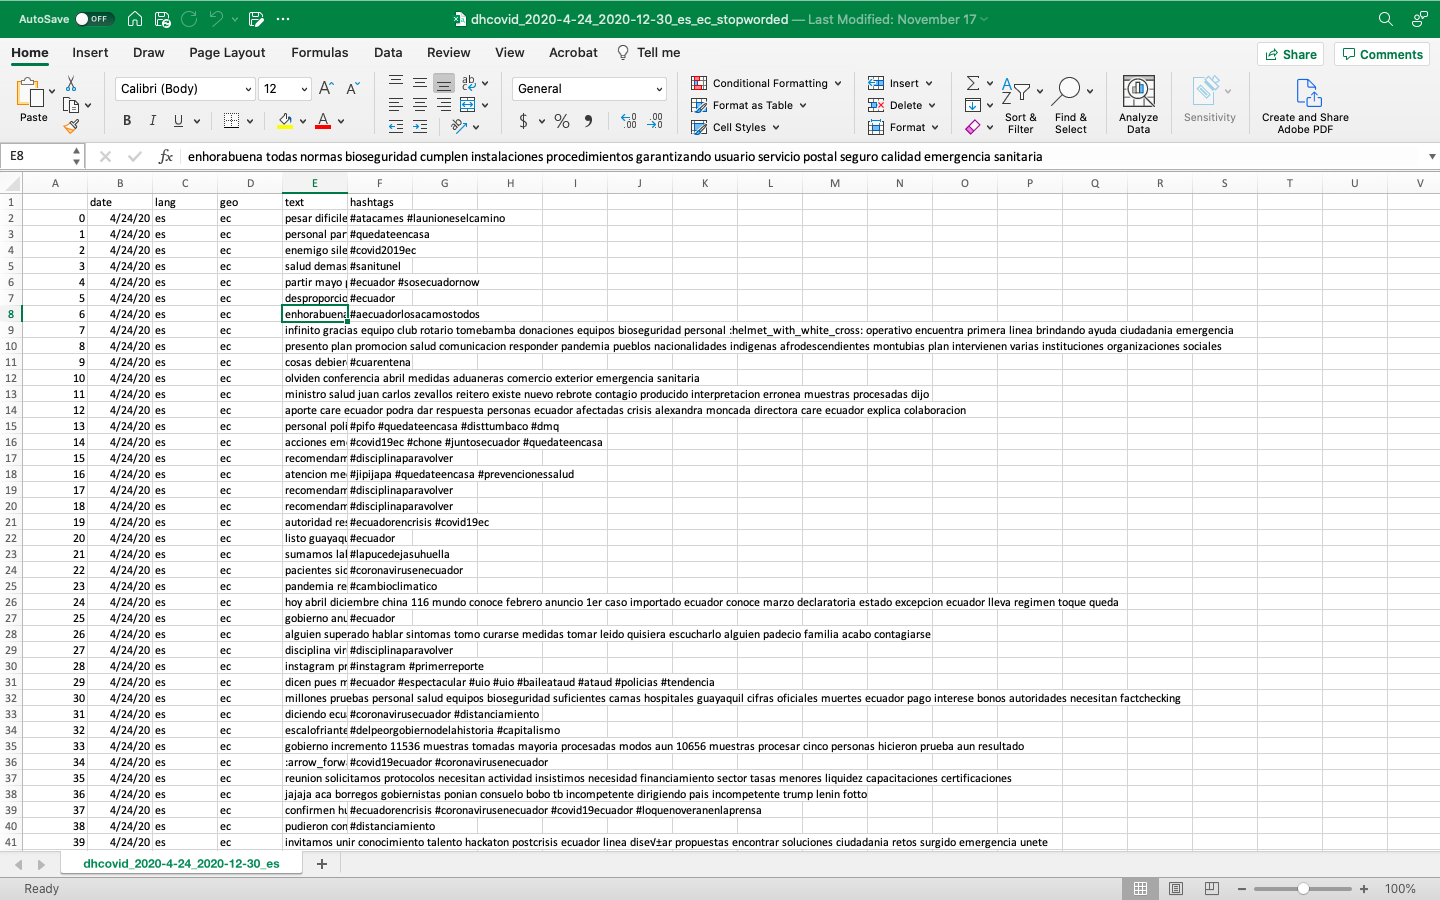 AutoSave OFF dhcovid_2020-4-24_2020-12-30_es_ec_stopworded — Last Modified: November 17
Home Insert Draw Page Layout Formulas Data Review View Acrobat Tell me Share Comments
Paste Calibri (Body) 12 General Conditional Formatting Insert
Format as Table Delete
Cell Styles Format
B I U A $ % Sort & Filter Find & Select Analyze Data Sensitivity Create and Share Adobe PDF
E8 fx enhorabuena todas normas bioseguridad cumplen instalaciones procedimientos garantizando usuario servicio postal seguro calidad emergencia sanitaria
A B C D E F G H I J K L M N O P Q R S T U V
1 date lang geo text hashtags
2 0 4/24/20 es ec pesar dificile #atacames #launioneselcamino
3 1 4/24/20 es ec personal par #quedateencasa
4 2 4/24/20 es ec enemigo sile #covid2019ec
5 3 4/24/20 es ec salud demas #sanitunel
6 4 4/24/20 es ec partir mayo #ecuador #sosecuadornow
7 5 4/24/20 es ec desproporcio #ecuador
8 6 4/24/20 es ec enhorabuena #aecuadorlosacamostodos
9 7 4/24/20 es ec infinito gracias equipo club rotario tomebamba donaciones equipos bioseguridad personal :helmet_with_white_cross: operativo encuentra primera linea brindando ayuda ciudadania emergencia
10 8 4/24/20 es ec presento plan promocion salud comunicacion responder pandemia pueblos nacionalidades indigenas afrodescendientes montubias plan intervienen varias instituciones organizaciones sociales
11 9 4/24/20 es ec cosas debier #cuarentena
12 10 4/24/20 es ec olviden conferencia abril medidas aduaneras comercio exterior emergencia sanitaria
13 11 4/24/20 es ec ministro salud juan carlos zevallos reitero existe nuevo rebrote contagio producido interpretacion erronea muestras procesadas dijo
14 12 4/24/20 es ec aporte care ecuador podra dar respuesta personas ecuador afectadas crisis alexandra moncada directora care ecuador explica colaboracion
15 13 4/24/20 es ec personal poli #pifo #quedateencasa #disttumbaco #dmq
16 14 4/24/20 es ec acciones em #covid19ec #chone #juntosecuador #quedateencasa
17 15 4/24/20 es ec recomendam #disciplinaparavolver
18 16 4/24/20 es ec atencion me #jipijapa #quedateencasa #prevencionessalud
19 17 4/24/20 es ec recomendam #disciplinaparavolver
20 18 4/24/20 es ec recomendam #disciplinaparavolver
21 19 4/24/20 es ec autoridad res #ecuadorencrisis #covid19ec
22 20 4/24/20 es ec listo guayaqu #ecuador
23 21 4/24/20 es ec sumamos lal #lapucedejasuhuella
24 22 4/24/20 es ec pacientes sic #coronavirusenecuador
25 23 4/24/20 es ec pandemia re #cambioclimatico
26 24 4/24/20 es ec hoy abril diciembre china 116 mundo conoce febrero anuncio 1er caso importado ecuador conoce marzo declaratoria estado excepcion ecuador lleva regimen toque queda
27 25 4/24/20 es ec gobierno anu #ecuador
28 26 4/24/20 es ec alguien superado hablar sintomas tomo curarse medidas tomar leido quisiera escucharlo alguien padecio familia acabo contagiarse
29 27 4/24/20 es ec disciplina vir #disciplinaparavolver
30 28 4/24/20 es ec instagram pr #instagram #primerreporte
31 29 4/24/20 es ec dicen pues m #ecuador #espectacular #uio #uio #baileataud #ataud #policias #tendencia
32 30 4/24/20 es ec millones pruebas personal salud equipos bioseguridad suficientes camas hospitales guayaquil cifras oficiales muertes ecuador pago interese bonos autoridades necesitan factchecking
33 31 4/24/20 es ec diciendo ecu #coronavirusecuador #distanciamiento
34 32 4/24/20 es ec escalofriante #delpeorgobiernodelahistoria #capitalismo
35 33 4/24/20 es ec gobierno incremento 11536 muestras tomadas mayoria procesadas modos aun 10656 muestras procesar cinco personas hicieron prueba aun resultado
36 34 4/24/20 es ec :arrow_forw #covid19ecuador #coronavirusenecuador
37 35 4/24/20 es ec reunion solicitamos protocolos necesitan actividad insistimos necesidad financiamiento sector tasas menores liquidez capacitaciones certificaciones
38 36 4/24/20 es ec jajaja aca borregos gobiernistas ponian consuelo bobo tb incompetente dirigiendo pais incompetente trump lenin fotto
39 37 4/24/20 es ec confirmen hu #ecuadorencrisis #coronavirusenecuador #covid19ecuador #loquenoveranenlaprensa
40 38 4/24/20 es ec pudieron con #distanciamiento
41 39 4/24/20 es ec invitamos unir conocimiento talento hackaton postcrisis ecuador linea dise√±ar propuestas encontrar soluciones ciudadania retos surgido emergencia unete
dhcovid_2020-4-24_2020-12-30_es +
Ready 100%